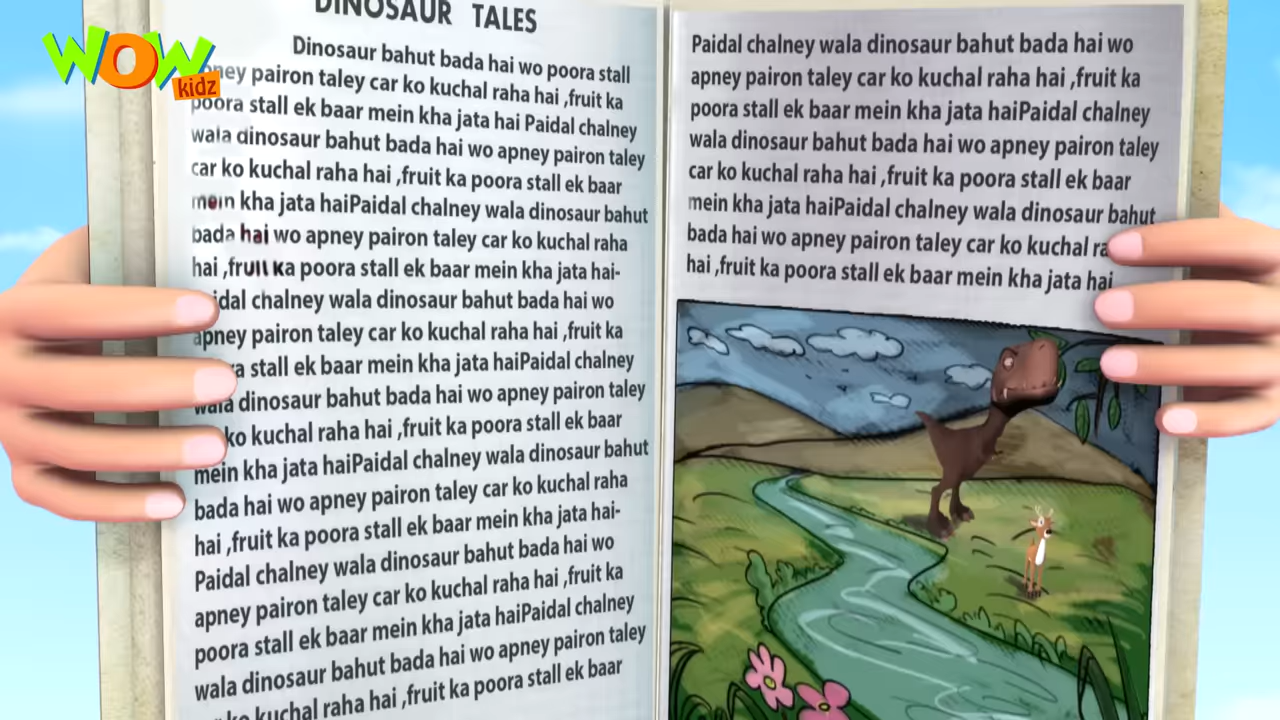 WOW
kidz
DINOSAUR TALES
Dinosaur bahut bada hai wo poora stall
pairon taley car ko kuchal raha hai ,fruit ka
poora stall ek baar mein kha jata hai Paidal chalney
wala dinosaur bahut bada hai wo apney pairon taley
car ko kuchal raha hai ,fruit ka poora stall ek baar
mein kha jata haiPaidal chalney wala dinosaur bahut
bada hai wo apney pairon taley car ko kuchal raha
hai ,fruit ka poora stall ek baar mein kha jata hai-
idal chalney wala dinosaur bahut bada hai wo
apney pairon taley car ko kuchal raha hai ,fruit ka
a stall ek baar mein kha jata haiPaidal chalney
wala dinosaur bahut bada hai wo apney pairon taley
ko kuchal raha hai ,fruit ka poora stall ek baar
mein kha jata haiPaidal chalney wala dinosaur bahut
bada hai wo apney pairon taley car ko kuchal raha
hai ,fruit ka poora stall ek baar mein kha jata hai-
Paidal chalney wala dinosaur bahut bada hai wo
apney pairon taley car ko kuchal raha hai ,fruit ka
poora stall ek baar mein kha jata haiPaidal chalney
wala dinosaur bahut bada hai wo apney pairon taley
ko kuchal raha hai ,fruit ka poora stall ek baar
Paidal chalney wala dinosaur bahut bada hai wo
apney pairon taley car ko kuchal raha hai ,fruit ka
poora stall ek baar mein kha jata haiPaidal chalney
wala dinosaur bahut bada hai wo apney pairon taley
car ko kuchal raha hai ,fruit ka poora stall ek baar
mein kha jata haiPaidal chalney wala dinosaur bahut
bada hai wo apney pairon taley car ko kuchal ra
hai ,fruit ka poora stall ek baar mein kha jata hai